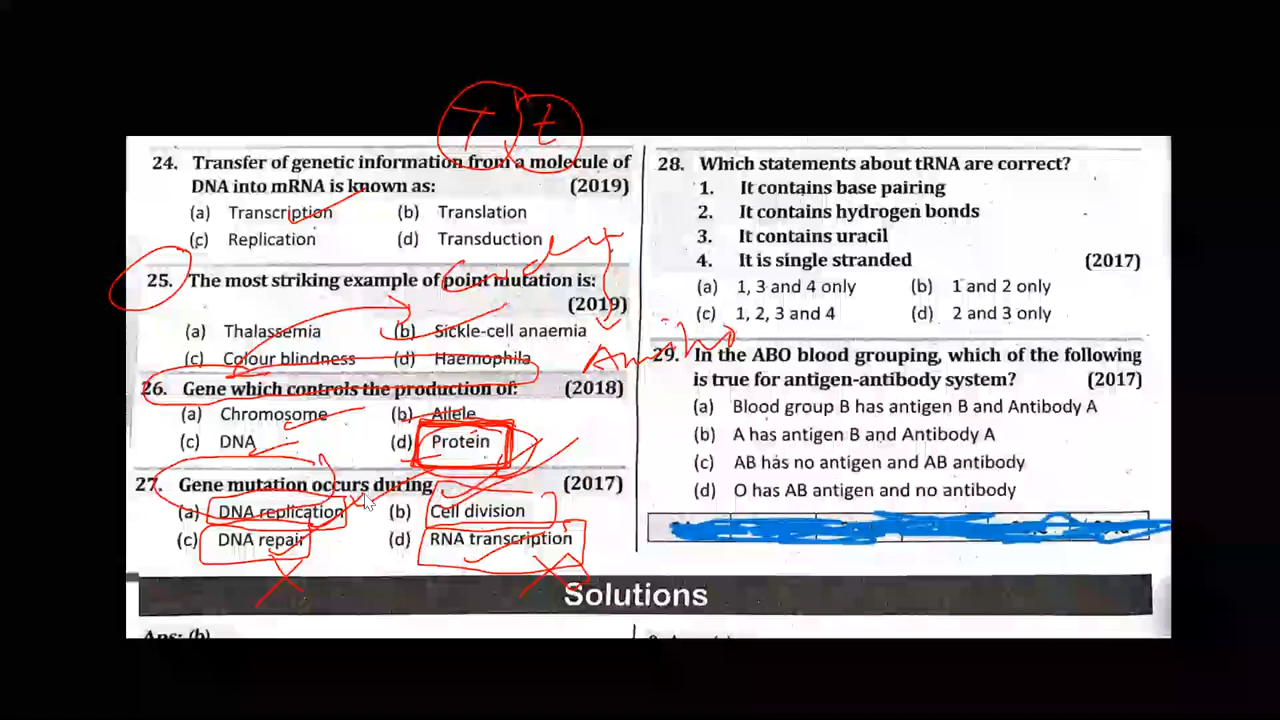 T t
24. Transfer of genetic information from a molecule of
DNA into mRNA is known as: (2019)
(a) Transcription (b) Translation
(c) Replication (d) Transduction
25. The most striking example of point mutation is:
(2019)
(a) Thalassemia (b) Sickle-cell anaemia
(c) Colour blindness (d) Haemophila
26. Gene which controls the production of: (2018)
(a) Chromosome (b) Allele
(c) DNA (d) Protein
27. Gene mutation occurs during (2017)
(a) DNA replication (b) Cell division
(c) DNA repair (d) RNA transcription
28. Which statements about tRNA are correct?
1. It contains base pairing
2. It contains hydrogen bonds
3. It contains uracil
4. It is single stranded (2017)
(a) 1, 3 and 4 only (b) 1 and 2 only
(c) 1, 2, 3 and 4 (d) 2 and 3 only
29. In the ABO blood grouping, which of the following
is true for antigen-antibody system? (2017)
(a) Blood group B has antigen B and Antibody A
(b) A has antigen B and Antibody A
(c) AB has no antigen and AB antibody
(d) O has AB antigen and no antibody
Solutions
Ans: (b)